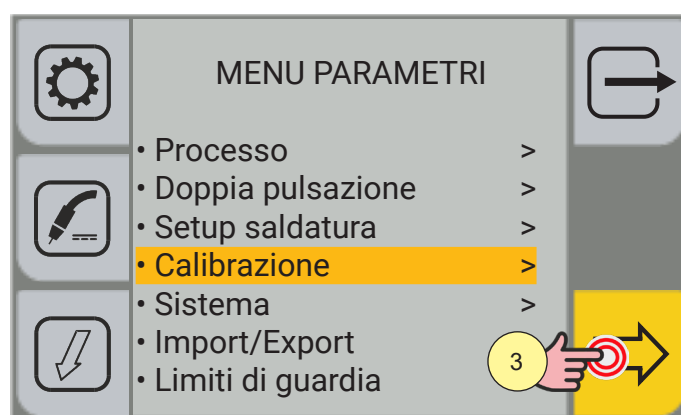 MENU PARAMETRI
• Processo >
• Doppia pulsazione >
• Setup saldatura >
• Calibrazione >
• Sistema >
• Import/Export
• Limiti di guardia
3